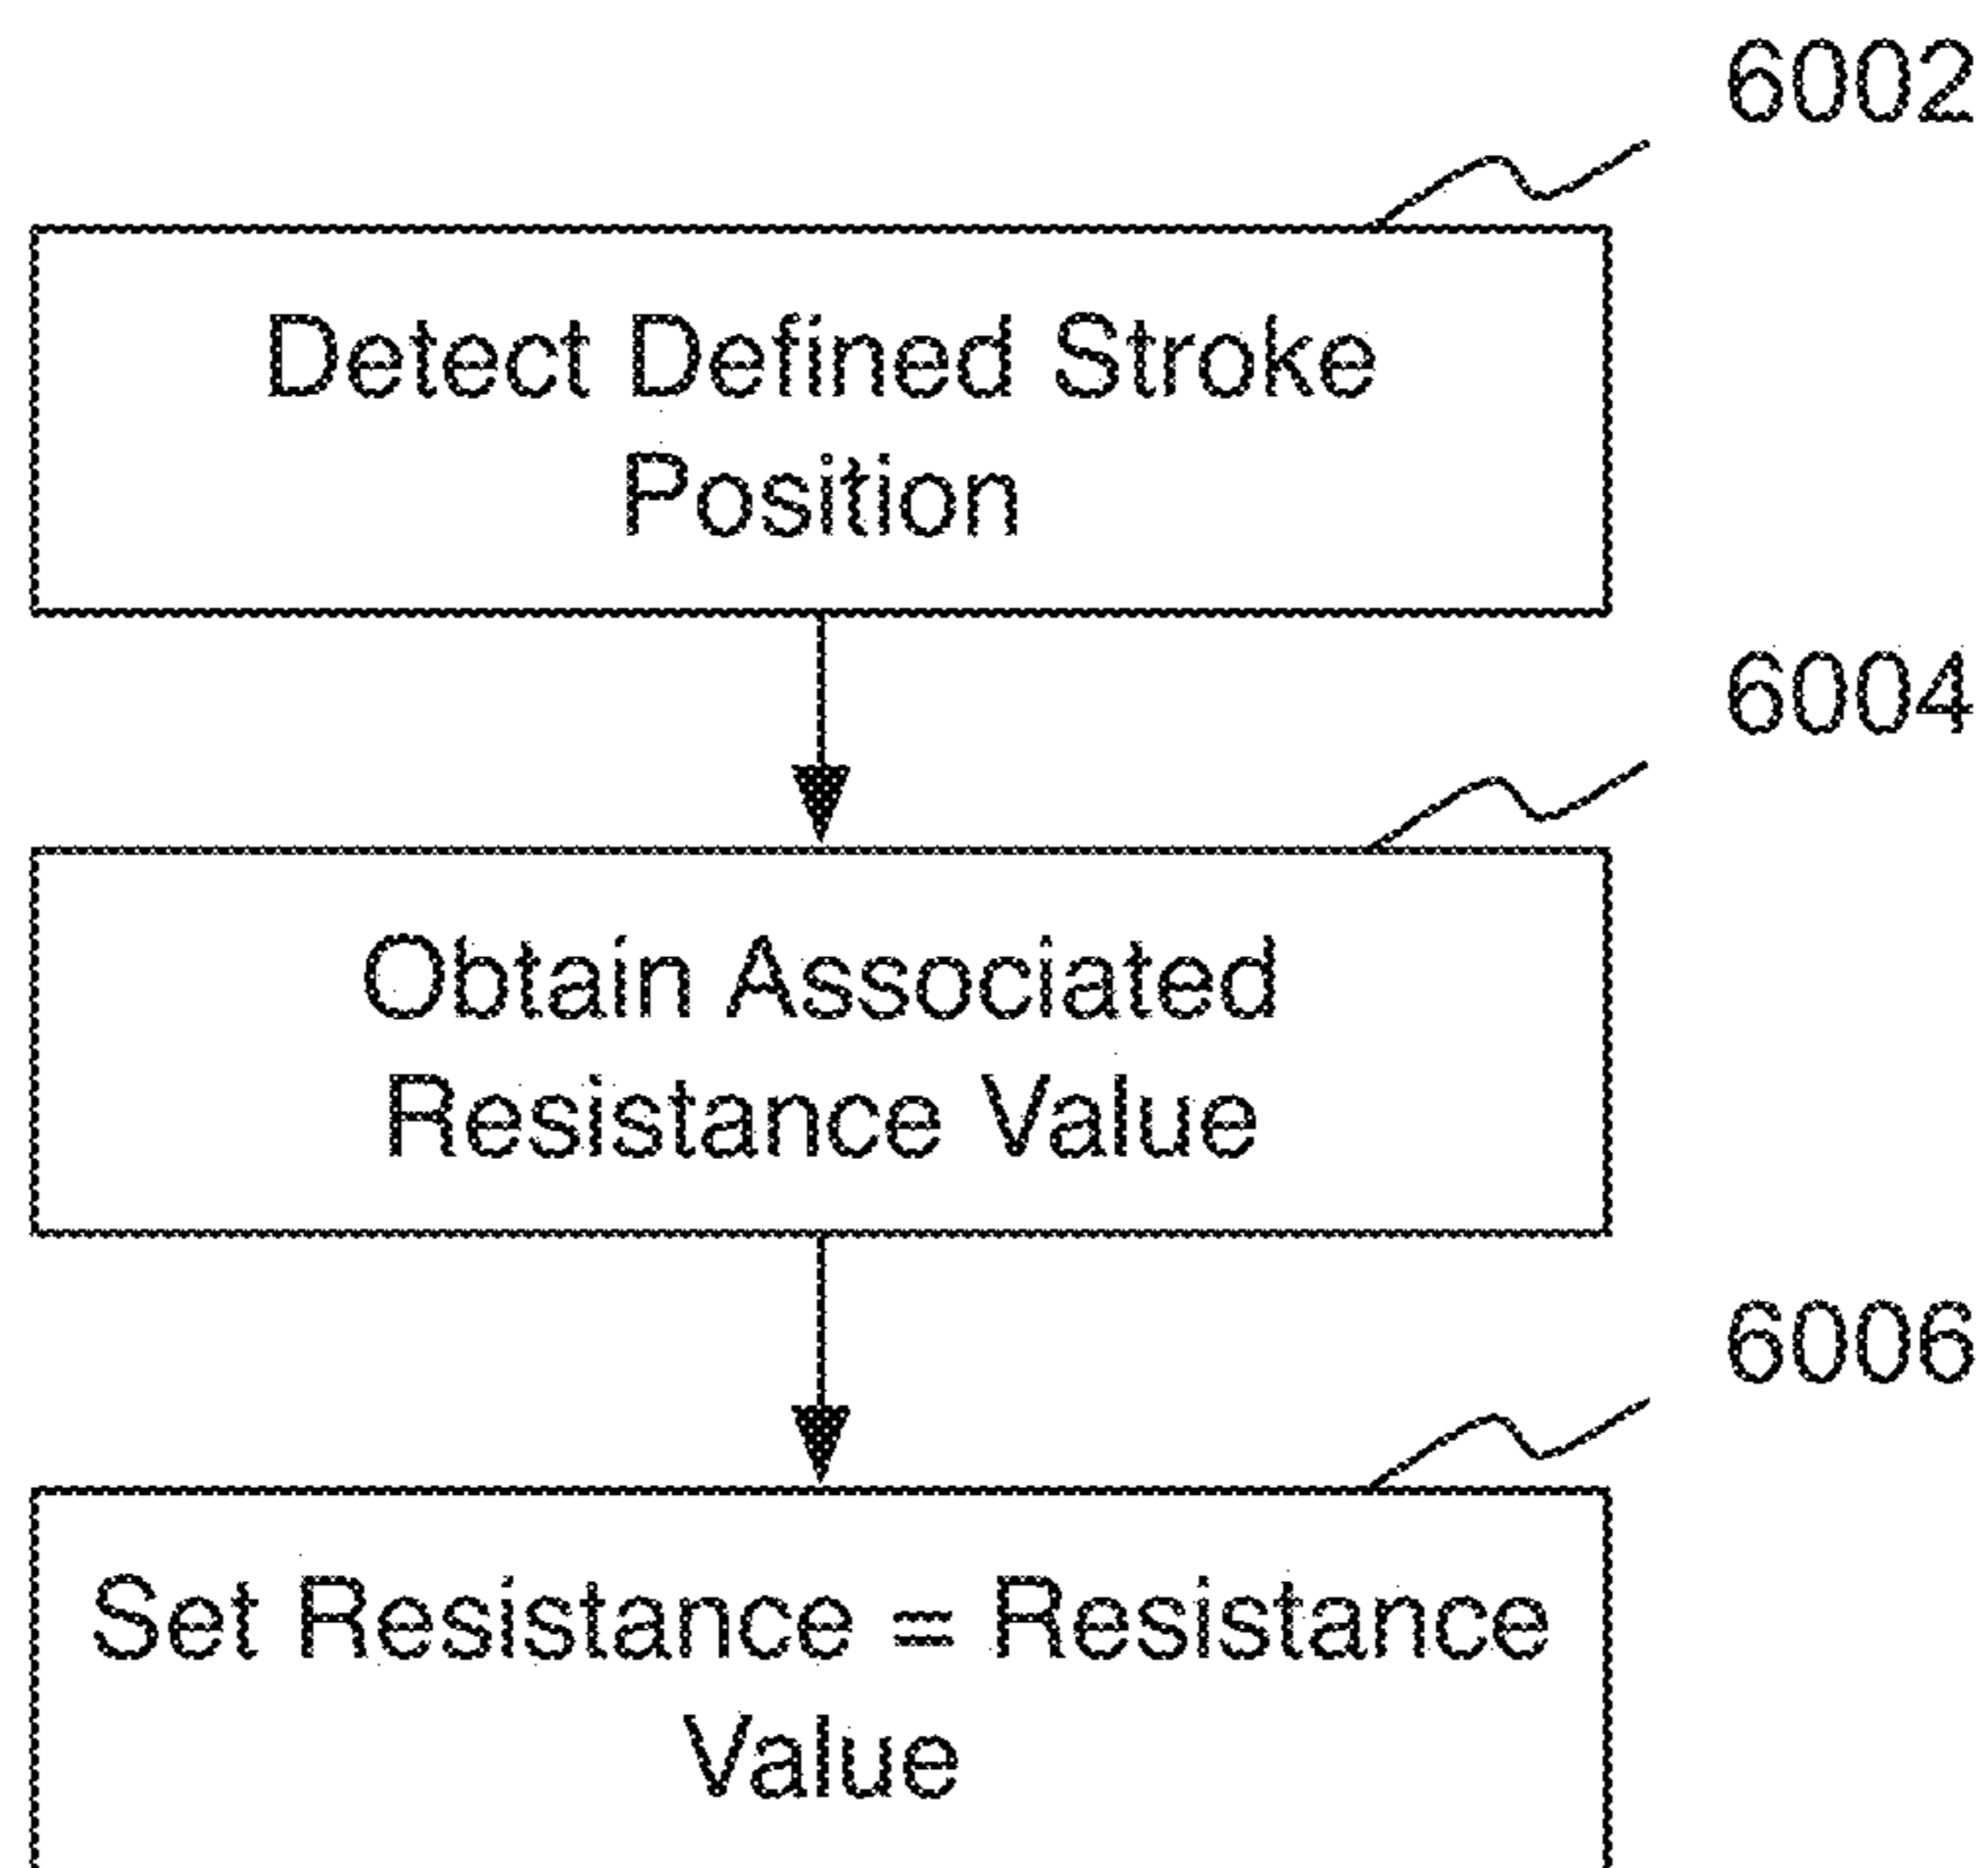 6002
Detect Defined Stroke
Position
6004
Obtain Associated
Resistance Value
6006
Set Resistance = Resistance
Value